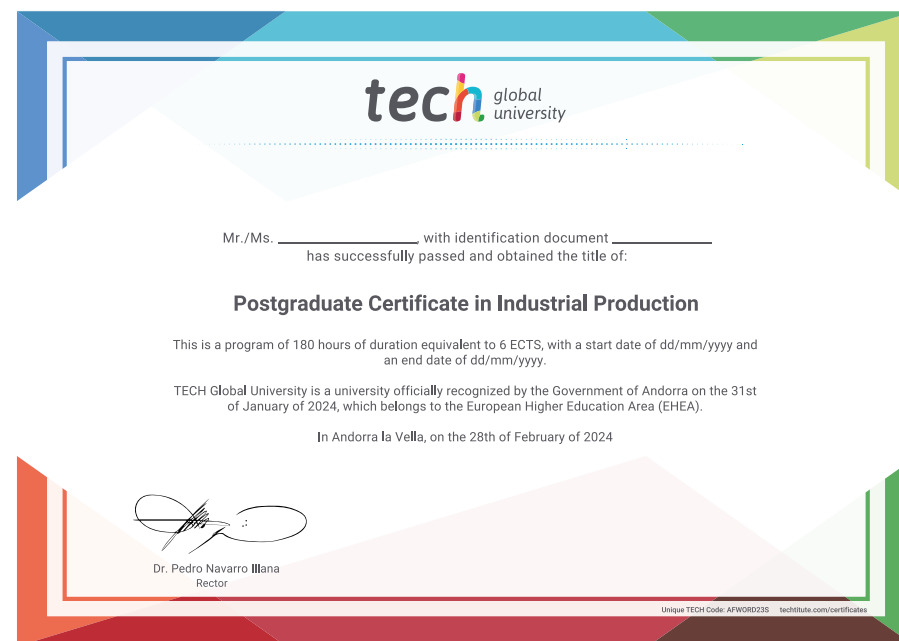 tech global
university
Mr./Ms. ____________, with identification document ____________
has successfully passed and obtained the title of:
Postgraduate Certificate in Industrial Production
This is a program of 180 hours of duration equivalent to 6 ECTS, with a start date of dd/mm/yyyy and
an end date of dd/mm/yyyy.
TECH Global University is a university officially recognized by the Government of Andorra on the 31st
of January of 2024, which belongs to the European Higher Education Area (EHEA).
In Andorra la Vella, on the 28th of February of 2024
Dr. Pedro Navarro Illana
Rector
Unique TECH Code: AFWORD23S techtitute.com/certificates